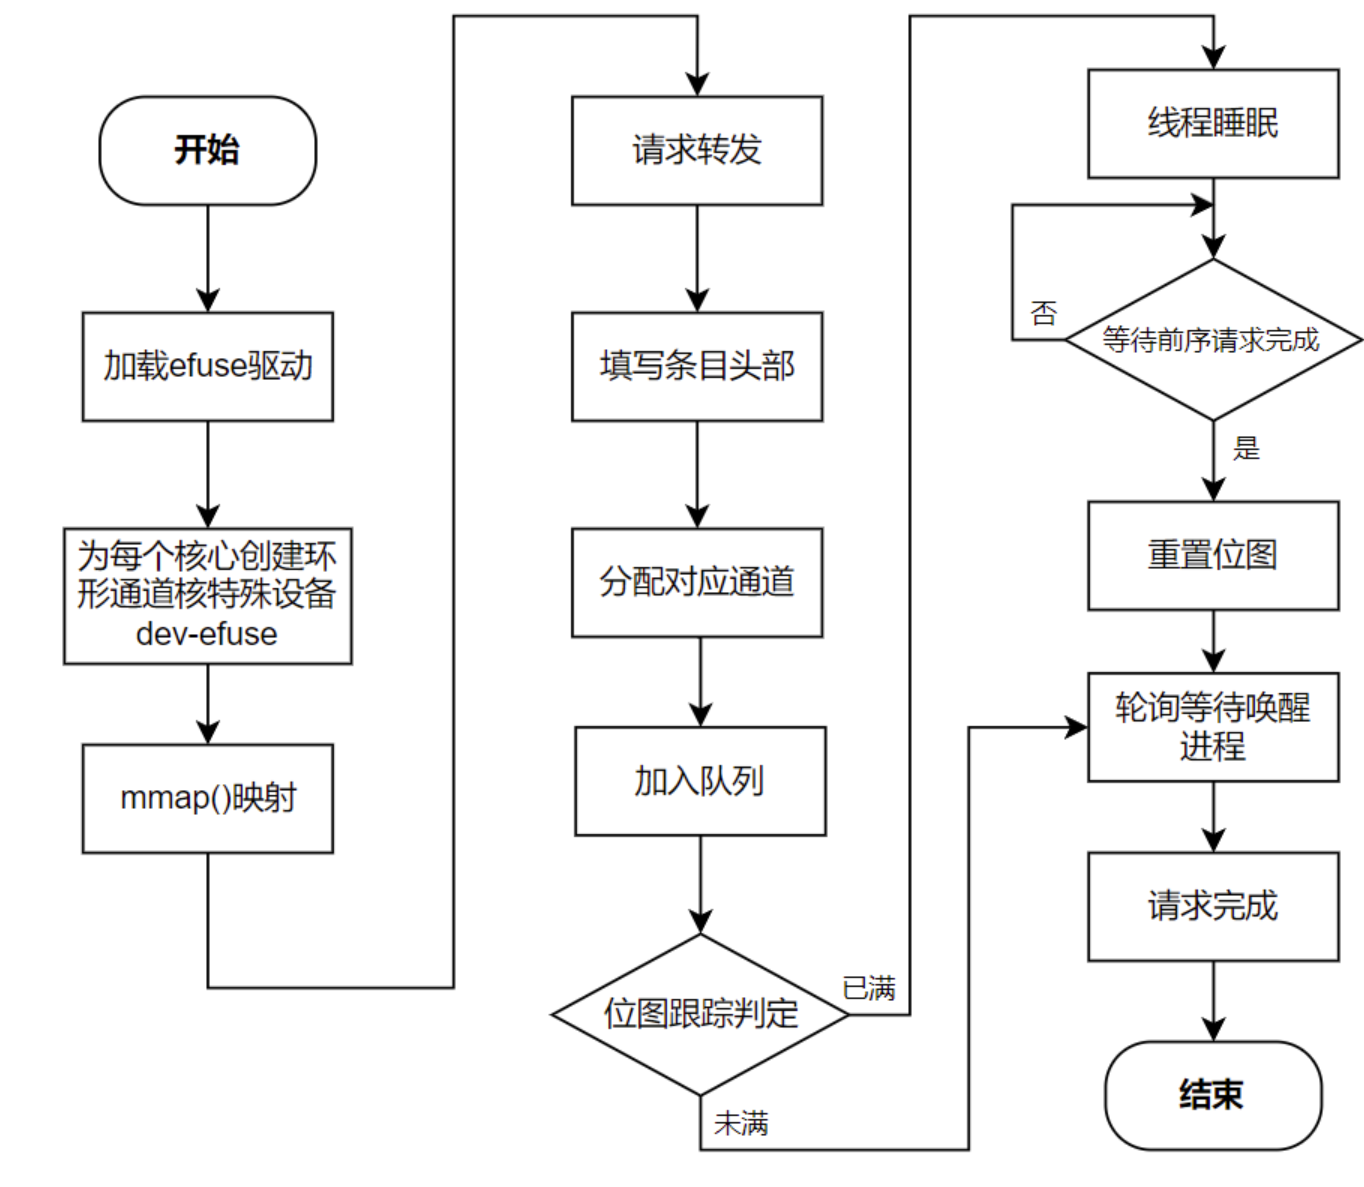 开始
加载efuse驱动
为每个核心创建环
形通道核特殊设备
dev-efuse
mmap()映射
请求转发
填写条目头部
分配对应通道
加入队列
位图跟踪判定
已满
未满
线程睡眠
等待前序请求完成
否
是
重置位图
轮询等待唤醒
进程
请求完成
结束